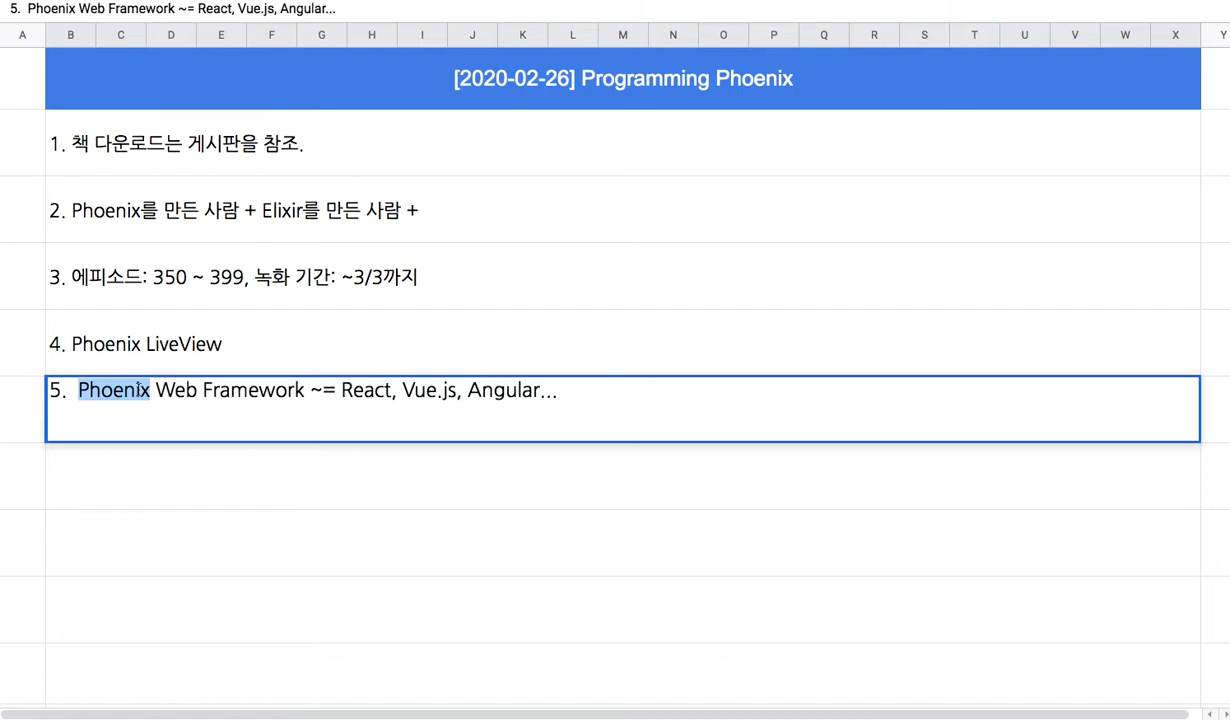 5.  Phoenix Web Framework ~= React, Vue.js, Angular...
A B C D E F G H I J K L M N O P Q R S T U V W X Y
[2020-02-26] Programming Phoenix
1. 책 다운로드는 게시판을 참조.
2. Phoenix를 만든 사람 + Elixir를 만든 사람 +
3. 에피소드: 350 ~ 399, 녹화 기간: ~3/3까지
4. Phoenix LiveView
5.  Phoenix Web Framework ~= React, Vue.js, Angular...